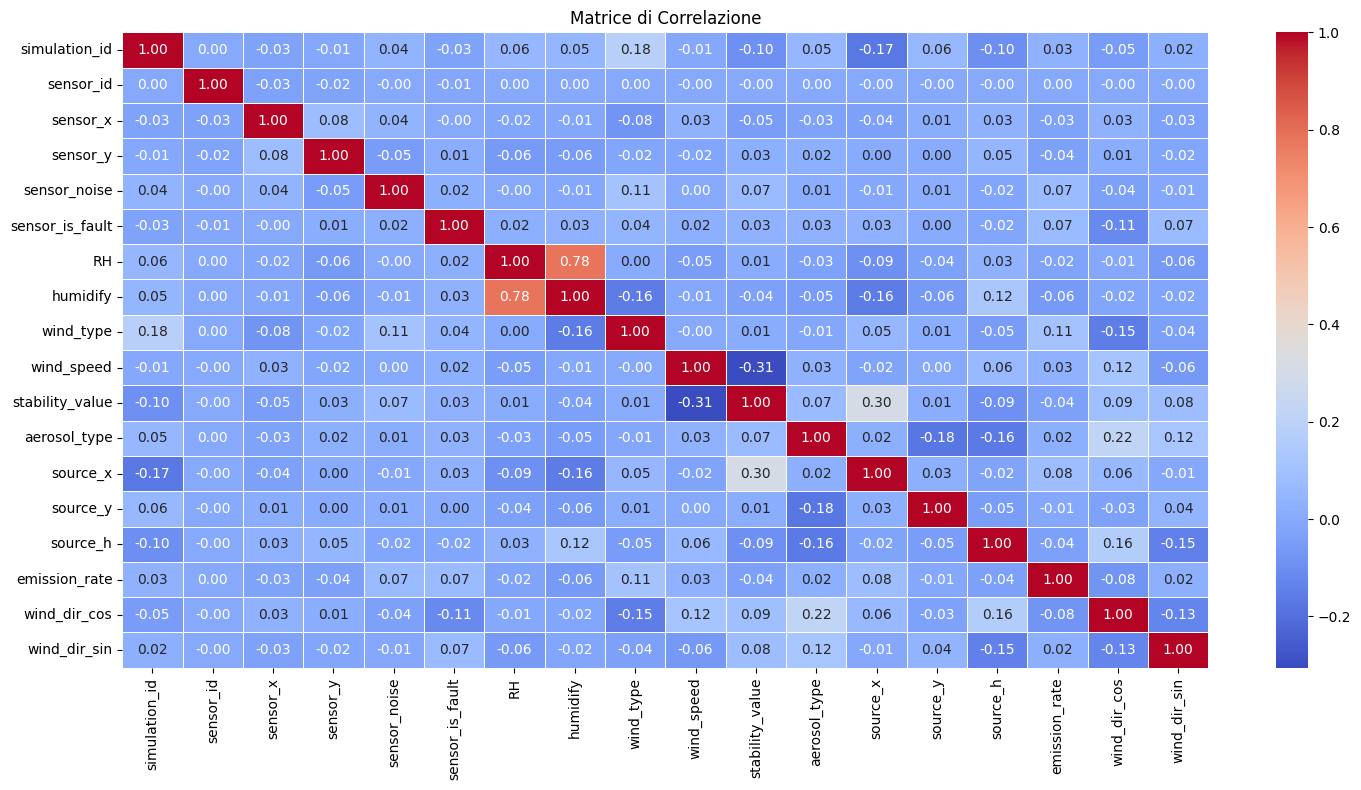 Matrice di Correlazione
simulation_id 1.00 0.00 -0.03 -0.01 0.04 -0.03 0.06 0.05 0.18 -0.01 -0.10 0.05 -0.17 0.06 -0.10 0.03 -0.05 0.02
sensor_id 0.00 1.00 -0.03 -0.02 -0.00 -0.01 0.00 0.00 0.00 -0.00 -0.00 0.00 -0.00 -0.00 -0.00 0.00 -0.00 -0.00
sensor_x -0.03 -0.03 1.00 0.08 0.04 -0.00 -0.02 -0.01 -0.08 0.03 -0.05 -0.03 -0.04 0.01 0.03 -0.03 0.03 -0.03
sensor_y -0.01 -0.02 0.08 1.00 -0.05 0.01 -0.06 -0.06 -0.02 -0.02 0.03 0.02 0.00 0.00 0.05 -0.04 0.01 -0.02
sensor_noise 0.04 -0.00 0.04 -0.05 1.00 0.02 -0.00 -0.01 0.11 0.00 0.07 0.01 -0.01 0.01 -0.02 0.07 -0.04 -0.01
sensor_is_fault -0.03 -0.01 -0.00 0.01 0.02 1.00 0.02 0.03 0.04 0.02 0.03 0.03 0.03 0.00 -0.02 0.07 -0.11 0.07
RH 0.06 0.00 -0.02 -0.06 -0.00 0.02 1.00 0.78 0.00 -0.05 0.01 -0.03 -0.09 -0.04 0.03 -0.02 -0.01 -0.06
humidify 0.05 0.00 -0.01 -0.06 -0.01 0.03 0.78 1.00 -0.16 -0.01 -0.04 -0.05 -0.16 -0.06 0.12 -0.06 -0.02 -0.02
wind_type 0.18 0.00 -0.08 -0.02 0.11 0.04 0.00 -0.16 1.00 -0.00 0.01 -0.01 0.05 0.01 -0.05 0.11 -0.15 -0.04
wind_speed -0.01 -0.00 0.03 -0.02 0.00 0.02 -0.05 -0.01 -0.00 1.00 -0.31 0.03 -0.02 0.00 0.06 0.03 0.12 -0.06
stability_value -0.10 -0.00 -0.05 0.03 0.07 0.03 0.01 -0.04 0.01 -0.31 1.00 0.07 0.30 0.01 -0.09 -0.04 0.09 0.08
aerosol_type 0.05 0.00 -0.03 0.02 0.01 0.03 -0.03 -0.05 -0.01 0.03 0.07 1.00 0.02 -0.18 -0.16 0.02 0.22 0.12
source_x -0.17 -0.00 -0.04 0.00 -0.01 0.03 -0.09 -0.16 0.05 -0.02 0.30 0.02 1.00 0.03 -0.02 0.08 0.06 -0.01
source_y 0.06 -0.00 0.01 0.00 0.01 0.00 -0.04 -0.06 0.01 0.00 0.01 -0.18 0.03 1.00 -0.05 -0.01 -0.03 0.04
source_h -0.10 -0.00 0.03 0.05 -0.02 -0.02 0.03 0.12 -0.05 0.06 -0.09 -0.16 -0.02 -0.05 1.00 -0.04 0.16 -0.15
emission_rate 0.03 0.00 -0.03 -0.04 0.07 0.07 -0.02 -0.06 0.11 0.03 -0.04 0.02 0.08 -0.01 -0.04 1.00 -0.08 0.02
wind_dir_cos -0.05 -0.00 0.03 0.01 -0.04 -0.11 -0.01 -0.02 -0.15 0.12 0.09 0.22 0.06 -0.03 0.16 -0.08 1.00 -0.13
wind_dir_sin 0.02 -0.00 -0.03 -0.02 -0.01 0.07 -0.06 -0.02 -0.04 -0.06 0.08 0.12 -0.01 0.04 -0.15 0.02 -0.13 1.00
simulation_id sensor_id sensor_x sensor_y sensor_noise sensor_is_fault RH humidify wind_type wind_speed stability_value aerosol_type source_x source_y source_h emission_rate wind_dir_cos wind_dir_sin
1.0
0.8
0.6
0.4
0.2
0.0
−0.2